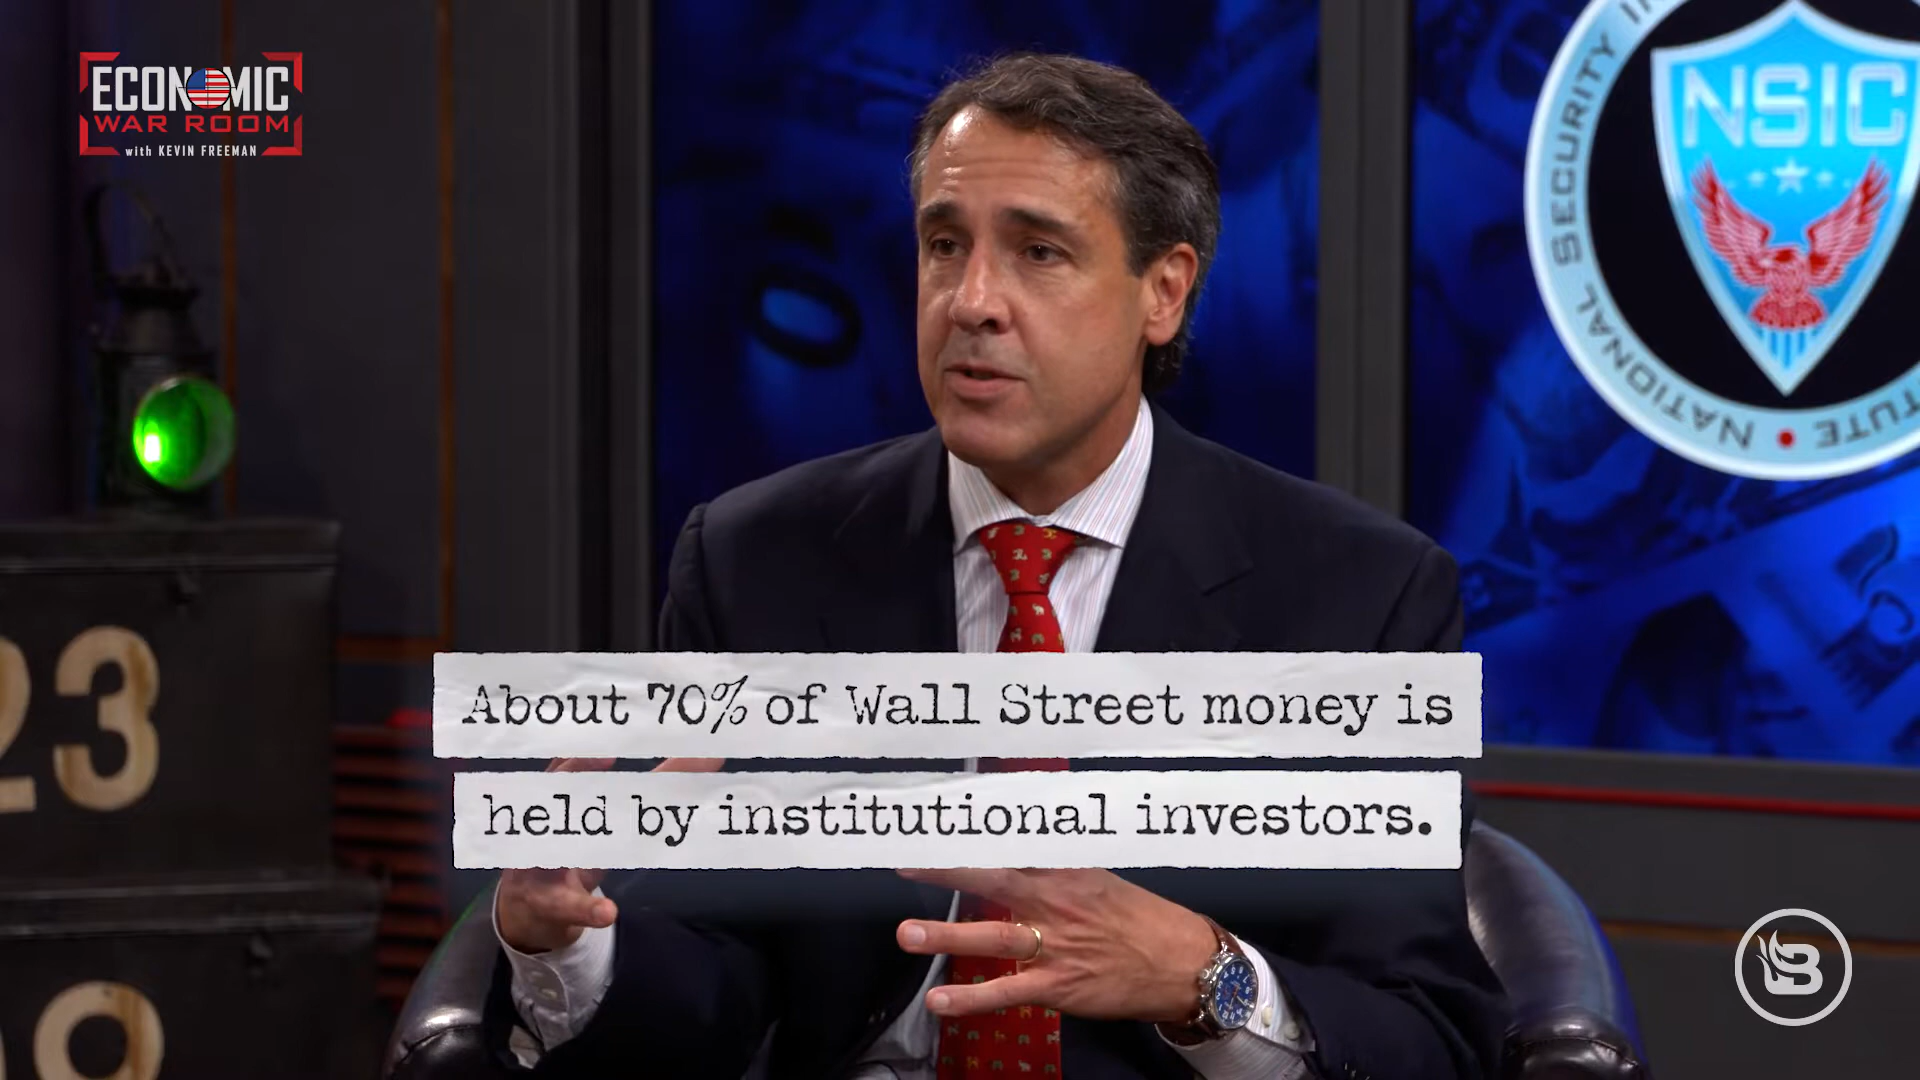 ECONOMIC
WAR ROOM
with KEVIN FREEMAN
NSIC
NATIONAL SECURITY
23
About 70% of Wall Street money is
held by institutional investors.
B